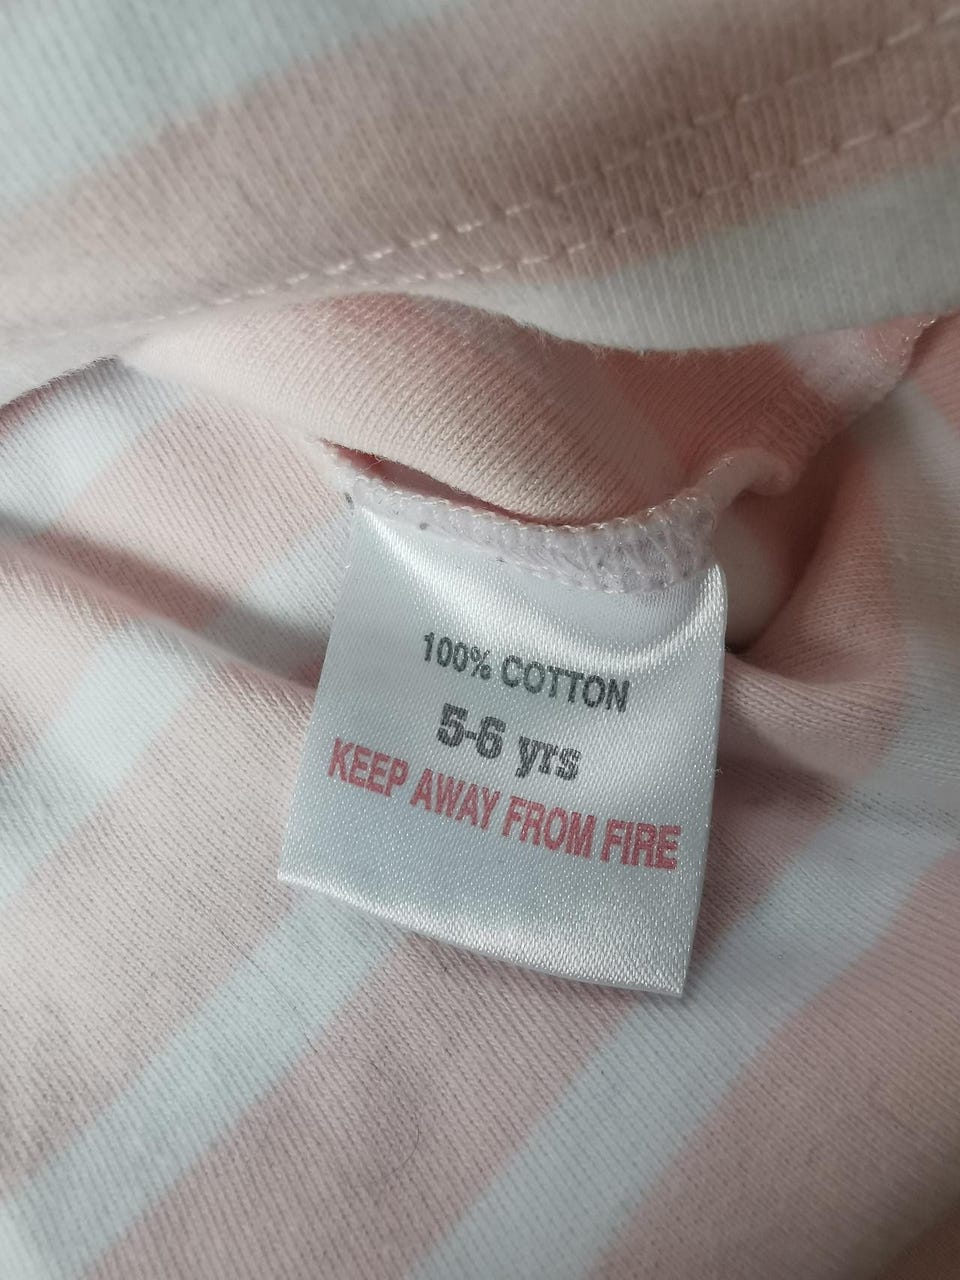 100% COTTON
5-6 yrs
KEEP AWAY FROM FIRE